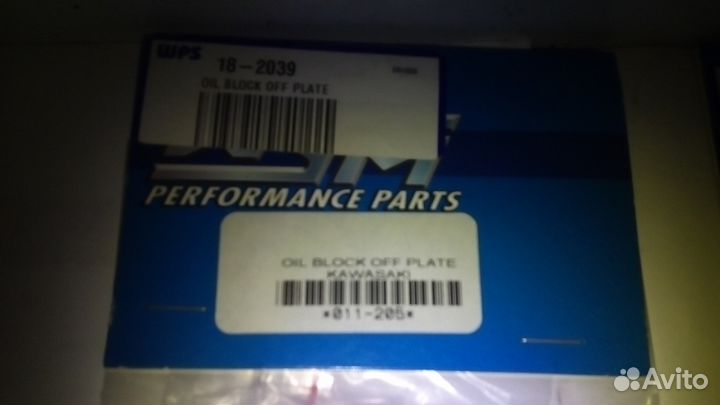 WPS
18-2039
OIL BLOCK OFF PLATE
PERFORMANCE PARTS
OIL BLOCK OFF PLATE
KAWASAKI
*011-205*
Avito